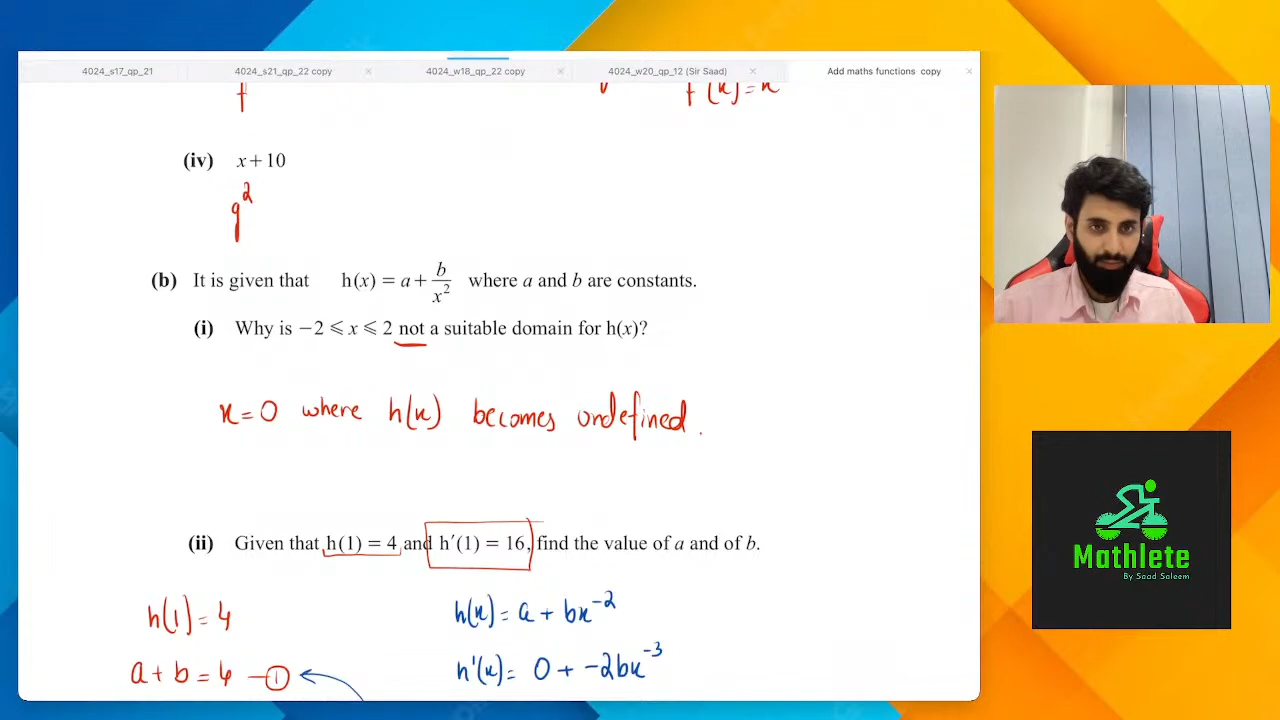 4024_s17_qp_21 4024_s21_qp_22 copy × 4024_w18_qp_22 copy × 4024_w20_qp_12 (Sir Saad) × Add maths functions copy ×
f f(x) = x
(iv) x + 10
g²
(b) It is given that h(x) = a + b/x² where a and b are constants.
(i) Why is −2 ⩽ x ⩽ 2 not a suitable domain for h(x)?
x = 0 where h(x) becomes undefined.
(ii) Given that h(1) = 4 and h′(1) = 16, find the value of a and of b.
h(1) = 4 h(x) = a + bx⁻²
a + b = 4 — ① h'(x) = 0 + -2bx⁻³
Mathlete
By Saad Saleem